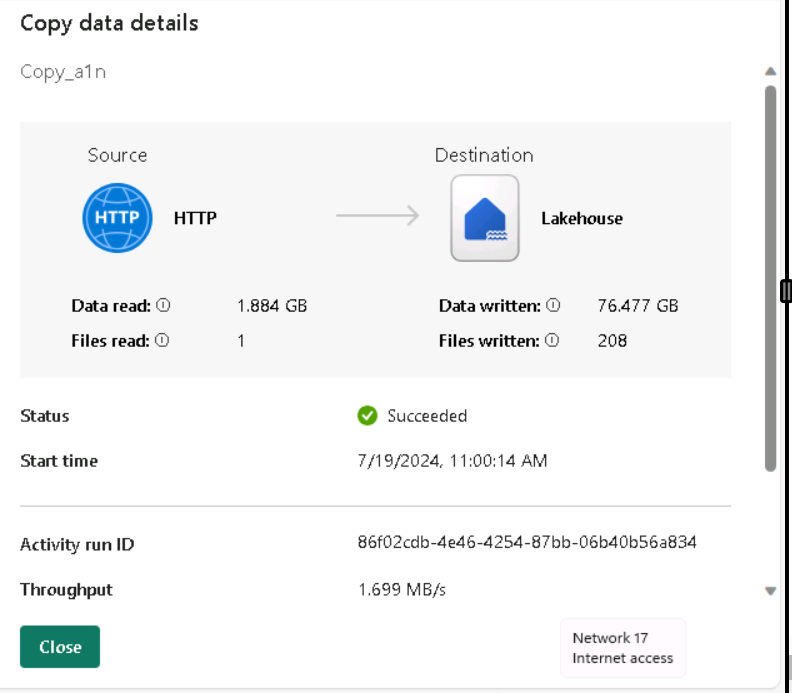 Copy data details
Copy_a1n
Source Destination
HTTP HTTP Lakehouse
Data read: 1.884 GB Data written: 76.477 GB
Files read: 1 Files written: 208
Status Succeeded
Start time 7/19/2024, 11:00:14 AM
Activity run ID 86f02cdb-4e46-4254-87bb-06b40b56a834
Throughput 1.699 MB/s
Close
Network 17
Internet access